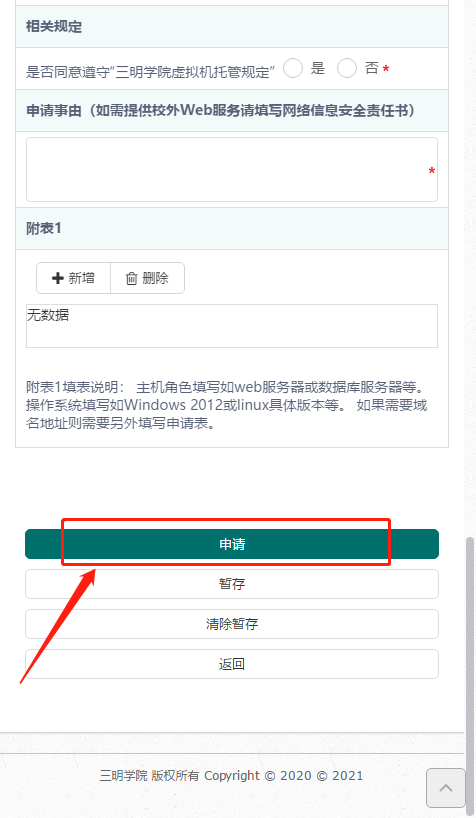 相关规定
是否同意遵守“三明学院虚拟机托管规定” 是 否 *
申请事由（如需提供校外Web服务请填写网络信息安全责任书）
*
附表1
新增 删除
无数据
附表1填表说明： 主机角色填写如web服务器或数据库服务器等。
操作系统填写如Windows 2012或linux具体版本等。 如果需要域
名地址则需要另外填写申请表。
申请
暂存
清除暂存
返回
三明学院 版权所有 Copyright © 2020 © 2021